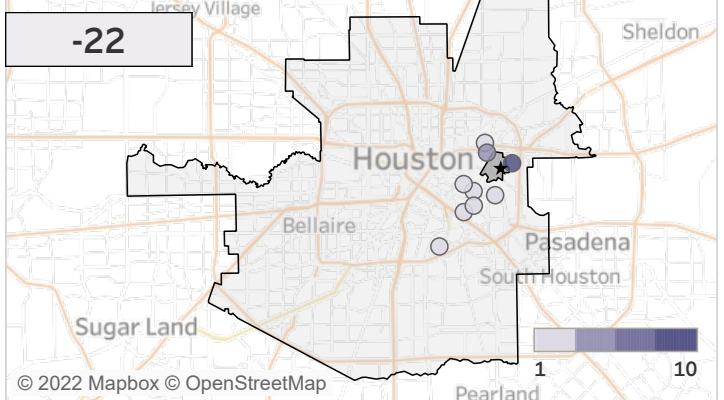 Jersey Village
-22
Sheldon
Houston
Bellaire
Pasadena
South Houston
Sugar Land
1
10
© 2022 Mapbox © OpenStreetMap
Pearland